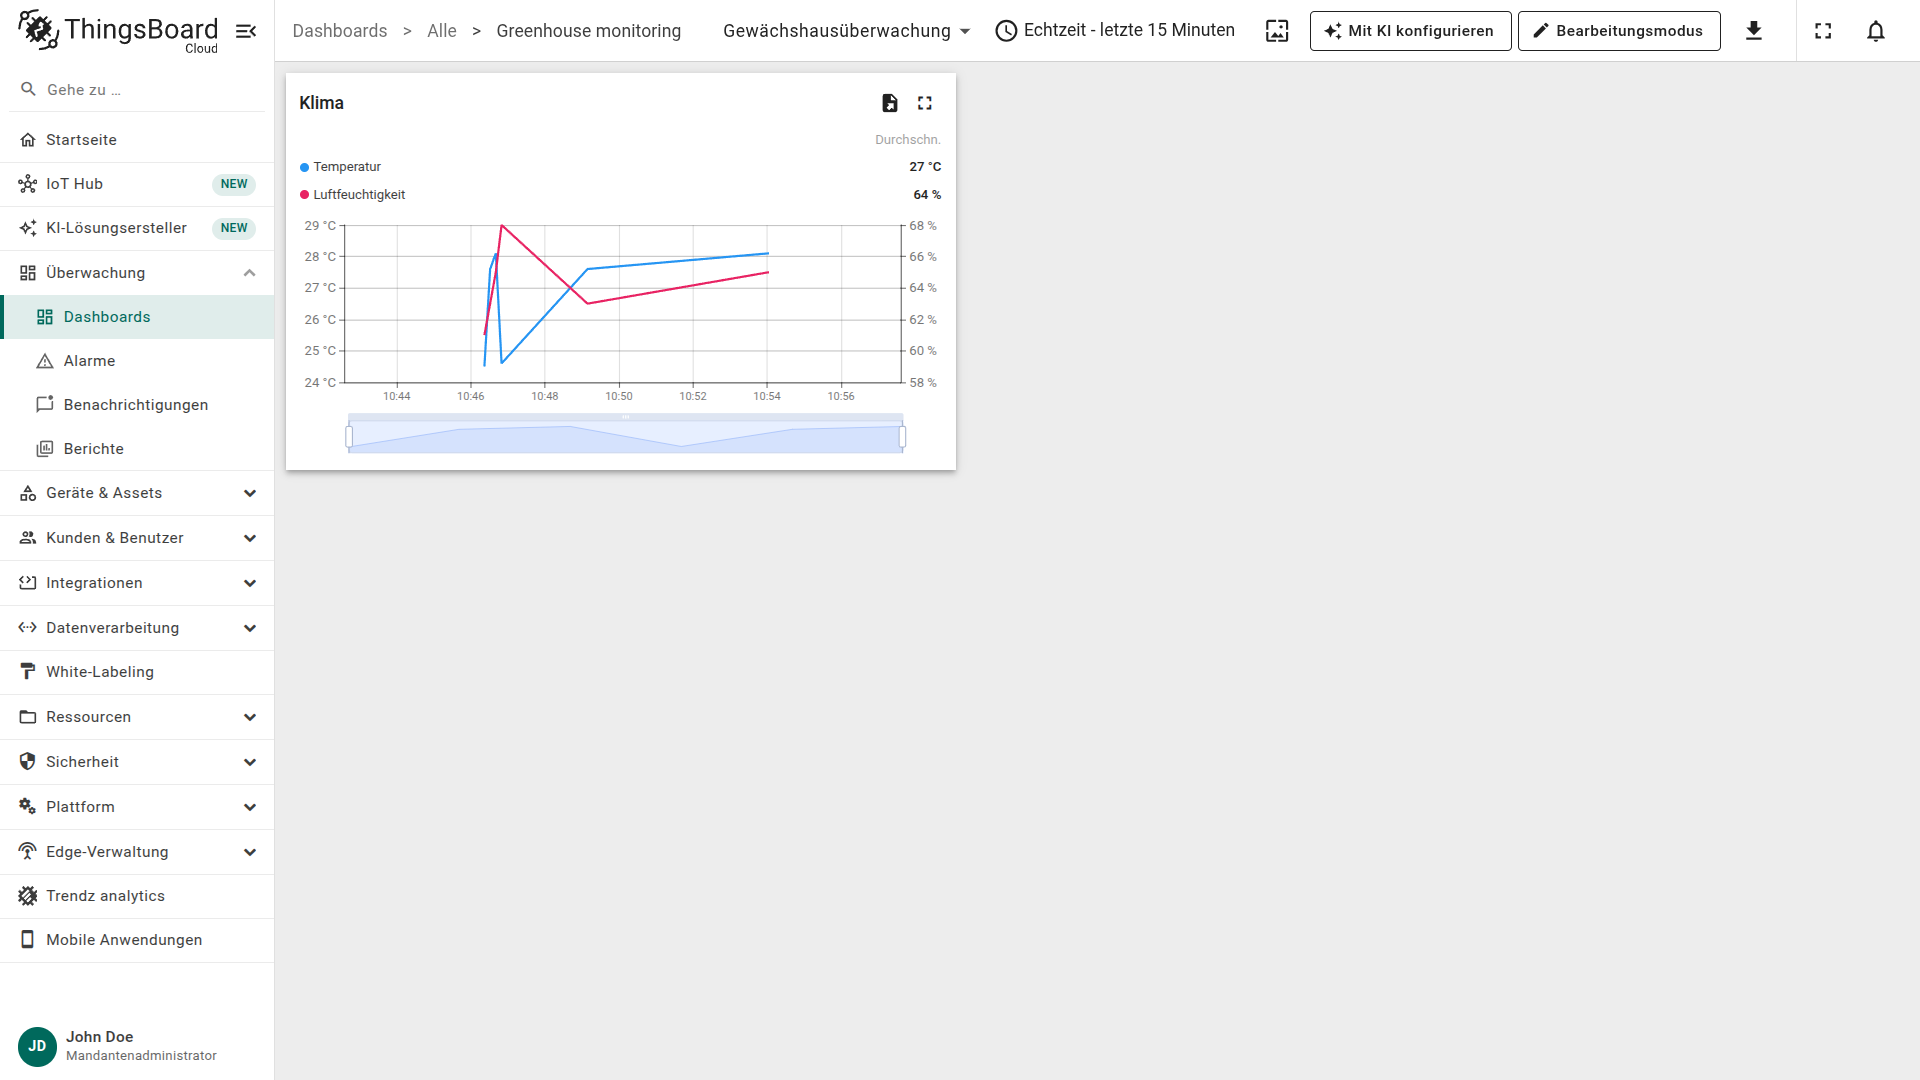 ThingsBoard
Cloud
Gehe zu ...
Startseite
IoT Hub NEW
KI-Lösungsersteller NEW
Überwachung
Dashboards
Alarme
Benachrichtigungen
Berichte
Geräte & Assets
Kunden & Benutzer
Integrationen
Datenverarbeitung
White-Labeling
Ressourcen
Sicherheit
Plattform
Edge-Verwaltung
Trendz analytics
Mobile Anwendungen
JD
John Doe
Mandantenadministrator
Dashboards > Alle > Greenhouse monitoring Gewächshausüberwachung Echtzeit - letzte 15 Minuten Mit KI konfigurieren Bearbeitungsmodus
Klima
Durchschn.
Temperatur 27 °C
Luftfeuchtigkeit 64 %
29 °C 68 %
28 °C 66 %
27 °C 64 %
26 °C 62 %
25 °C 60 %
24 °C 58 %
10:44 10:46 10:48 10:50 10:52 10:54 10:56